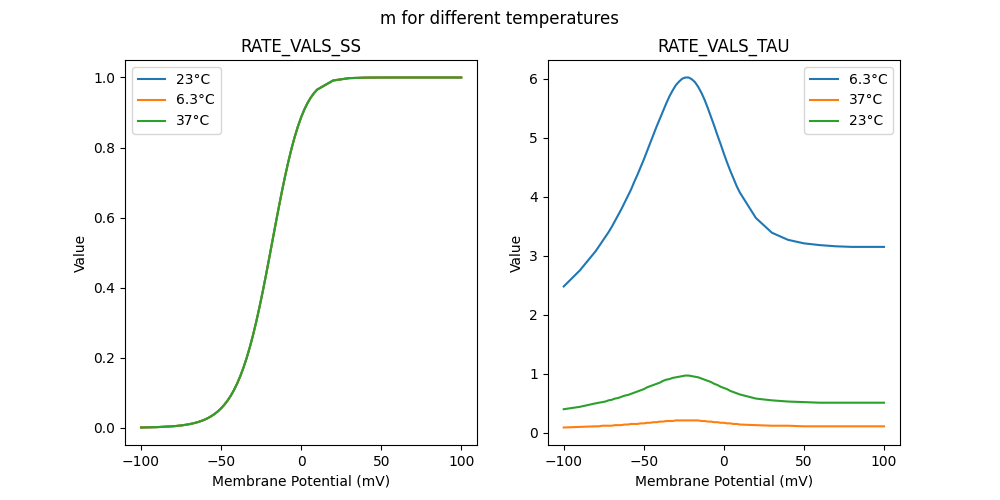 m for different temperatures
RATE_VALS_SS
1.0
0.8
0.6
0.4
0.2
0.0
Value
−100
−50
0
50
100
Membrane Potential (mV)
23°C
6.3°C
37°C
RATE_VALS_TAU
6
5
4
3
2
1
0
Value
−100
−50
0
50
100
Membrane Potential (mV)
6.3°C
37°C
23°C